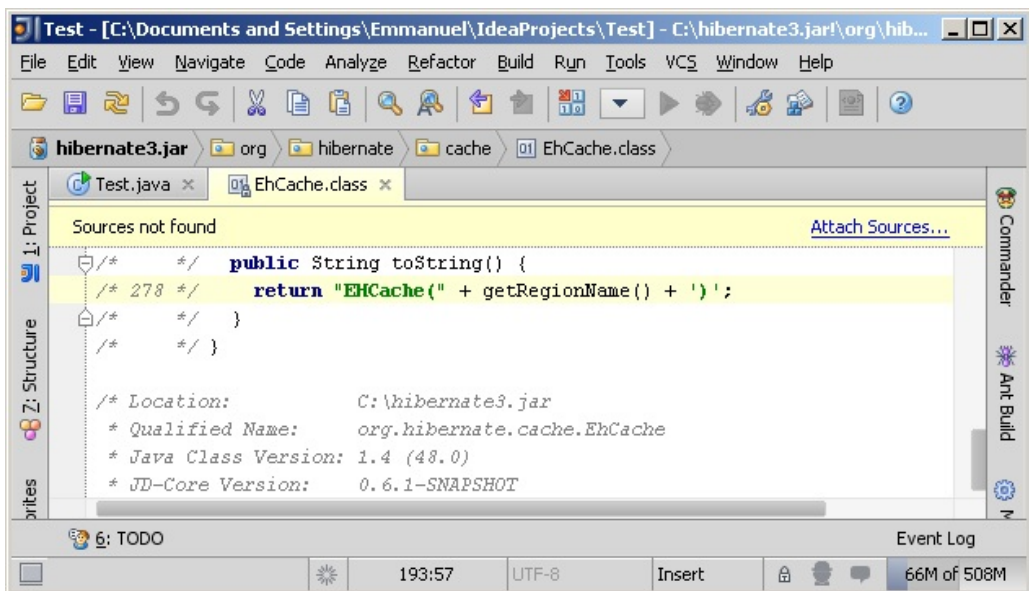 Test - [C:\Documents and Settings\Emmanuel\IdeaProjects\Test] - C:\hibernate3.jar!\org\hib...
File Edit View Navigate Code Analyze Refactor Build Run Tools VCS Window Help
hibernate3.jar org hibernate cache EhCache.class
Test.java EhCache.class
Sources not found Attach Sources...
/* */ public String toString() {
/* 278 */ return "EHCache(" + getRegionName() + ')';
/* */ }
/* */ }
/* Location: C:\hibernate3.jar
* Qualified Name: org.hibernate.cache.EhCache
* Java Class Version: 1.4 (48.0)
* JD-Core Version: 0.6.1-SNAPSHOT
1: Project
Z: Structure
Commander
Ant Build
6: TODO Event Log
193:57 UTF-8 Insert 66M of 508M